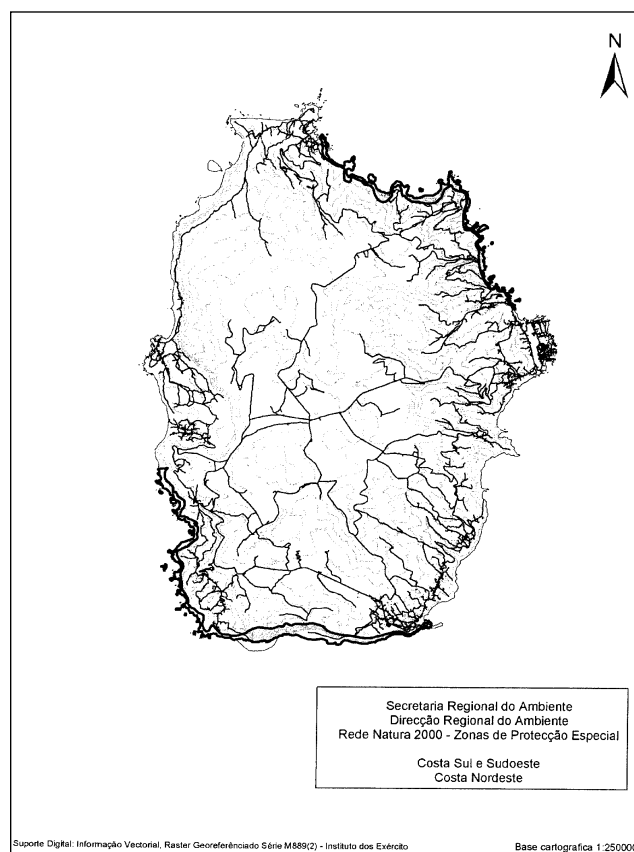 N
Secretaria Regional do Ambiente
Direcção Regional do Ambiente
Rede Natura 2000 - Zonas de Protecção Especial
Costa Sul e Sudoeste
Costa Nordeste
Suporte Digital: Informação Vectorial, Raster Georeferênciado Série M889(2) - Instituto dos Exército
Base cartografica 1:250000